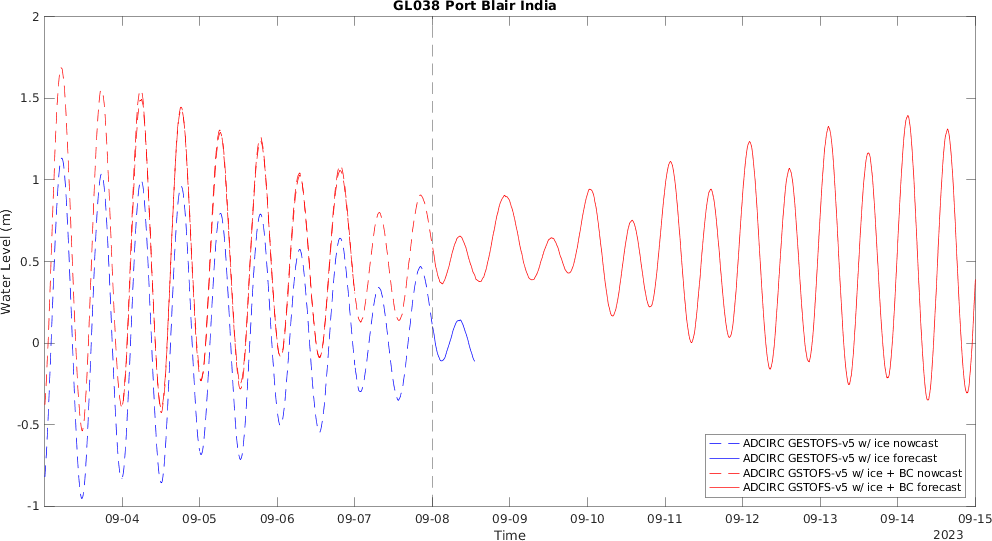 GL038 Port Blair India
2
1.5
1
0.5
0
-0.5
-1
Water Level (m)
09-04
09-05
09-06
09-07
09-08
09-09
09-10
09-11
09-12
09-13
09-14
09-15
Time
2023
ADCIRC GESTOFS-v5 w/ ice nowcast
ADCIRC GESTOFS-v5 w/ ice forecast
ADCIRC GSTOFS-v5 w/ ice + BC nowcast
ADCIRC GSTOFS-v5 w/ ice + BC forecast